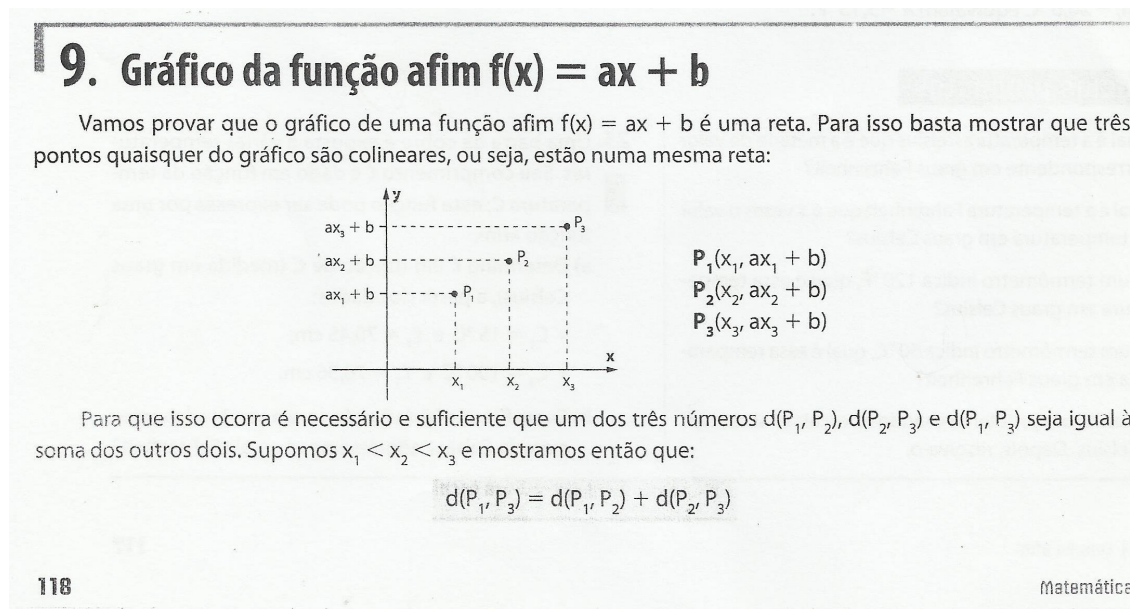 9. Gráfico da função afim f(x) = ax + b
Vamos provar que o gráfico de uma função afim f(x) = ax + b é uma reta. Para isso basta mostrar que três
pontos quaisquer do gráfico são colineares, ou seja, estão numa mesma reta:
y
ax₃ + b P₃
ax₂ + b P₂
ax₁ + b P₁
x
x₁ x₂ x₃
P₁(x₁, ax₁ + b)
P₂(x₂, ax₂ + b)
P₃(x₃, ax₃ + b)
Para que isso ocorra é necessário e suficiente que um dos três números d(P₁, P₂), d(P₂, P₃) e d(P₁, P₃) seja igual à
soma dos outros dois. Supomos x₁ < x₂ < x₃ e mostramos então que:
d(P₁, P₃) = d(P₁, P₂) + d(P₂, P₃)
118 Matemática